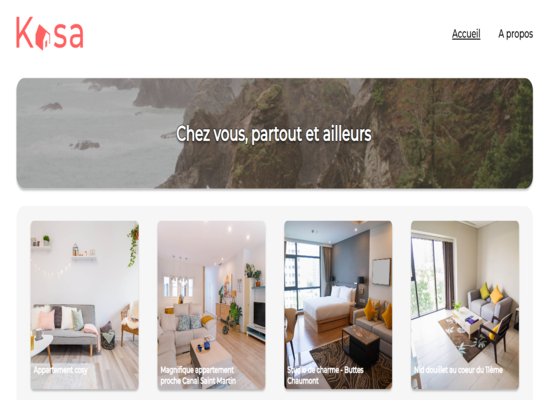 Kasa
Accueil
A propos
Chez vous, partout et ailleurs
Appartement cosy
Magnifique appartement
proche Canal Saint Martin
Studio de charme - Buttes
Chaumont
Nid douillet au coeur du 11ème